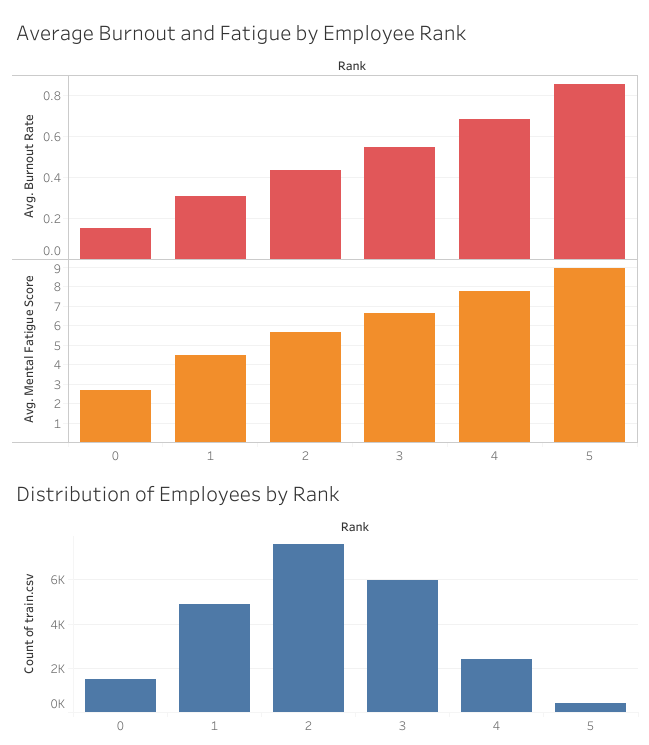 Average Burnout and Fatigue by Employee Rank
Rank
Avg. Burnout Rate
0.8
0.6
0.4
0.2
0.0
Avg. Mental Fatigue Score
9
8
7
6
5
4
3
2
1
0 1 2 3 4 5
Distribution of Employees by Rank
Rank
Count of train.csv
6K
4K
2K
0K
0 1 2 3 4 5